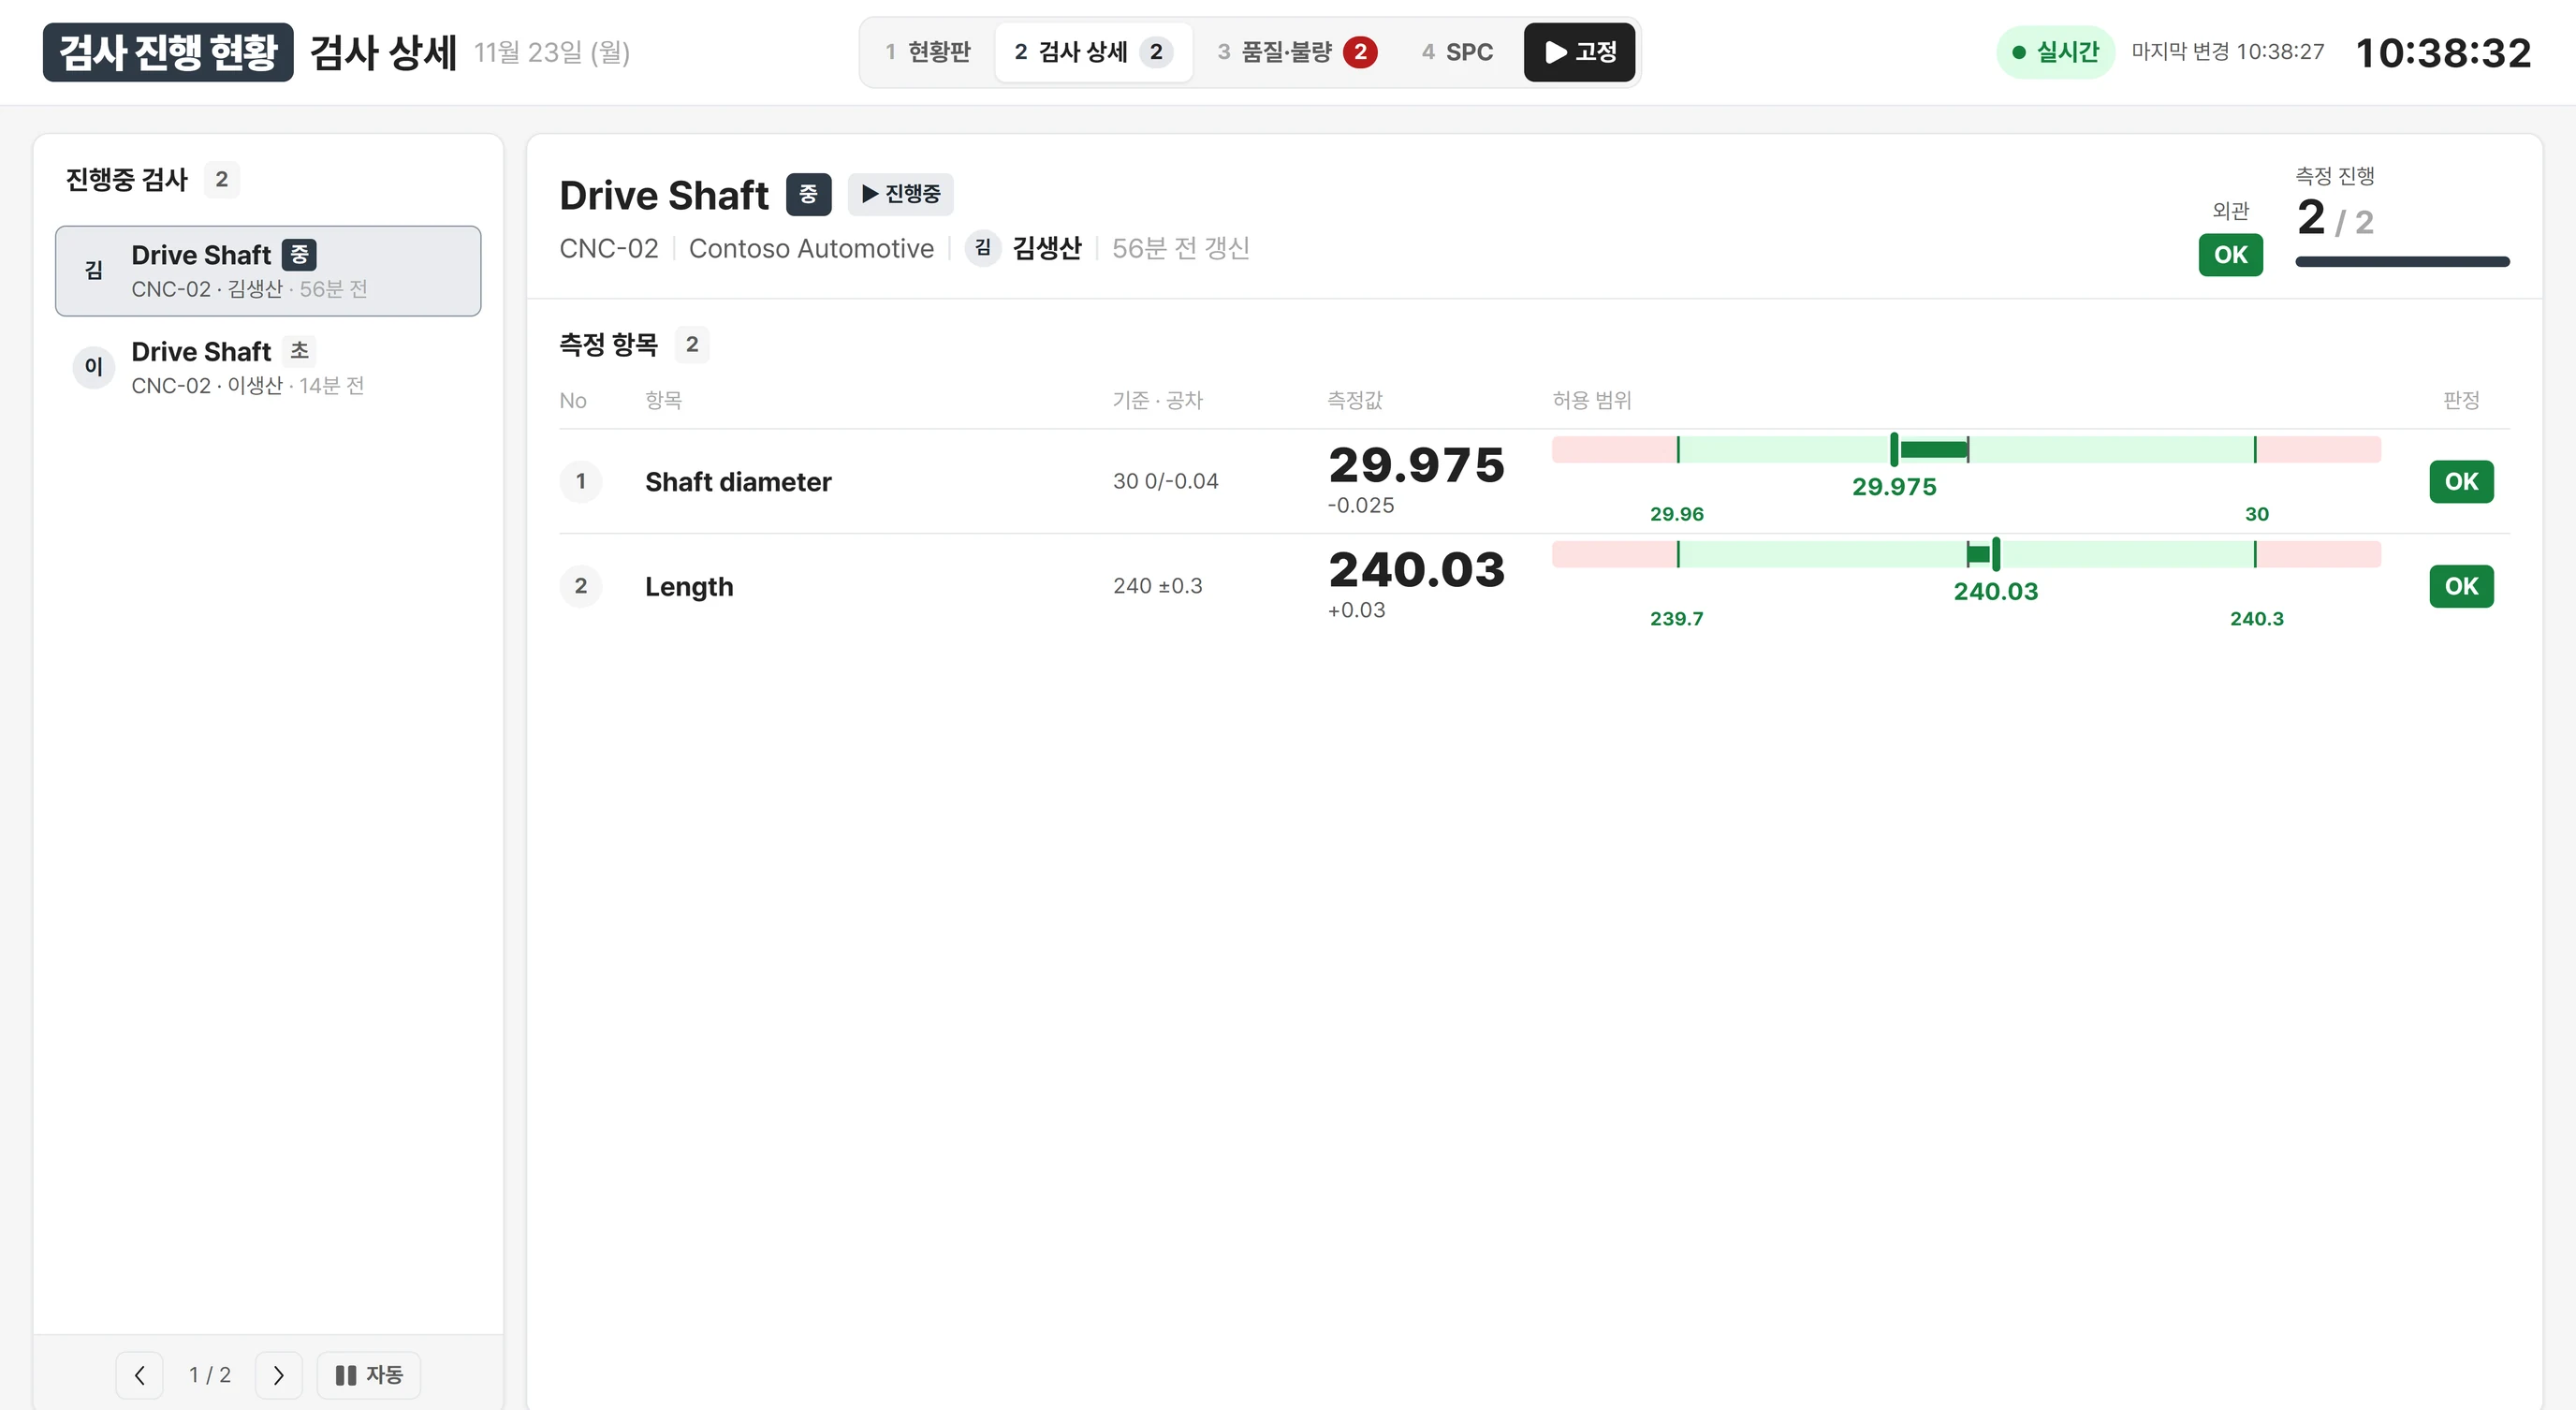 검사 진행 현황 검사 상세 11월 23일 (월)
1 현황판 2 검사 상세 2 3 품질·불량 2 4 SPC ▶ 고정
● 실시간 마지막 변경 10:38:27 10:38:32
진행중 검사 2
김 Drive Shaft 중
CNC-02 · 김생산 · 56분 전
이 Drive Shaft 초
CNC-02 · 이생산 · 14분 전
1 / 2 자동
Drive Shaft 중 ▶ 진행중
CNC-02 | Contoso Automotive | 김 김생산 | 56분 전 갱신
외관
OK
측정 진행
2 / 2
측정 항목 2
No 항목 기준 · 공차 측정값 허용 범위 판정
1 Shaft diameter 30 0/-0.04 29.975 OK
-0.025
29.975
29.96 30
2 Length 240 ±0.3 240.03 OK
+0.03
240.03
239.7 240.3